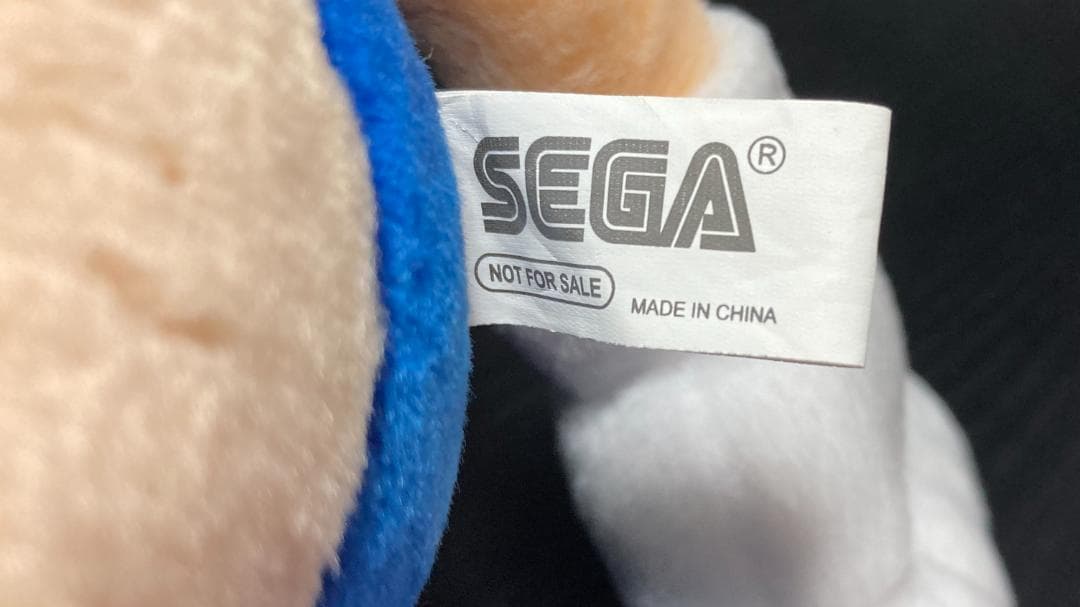 SEGA®
NOT FOR SALE
MADE IN CHINA